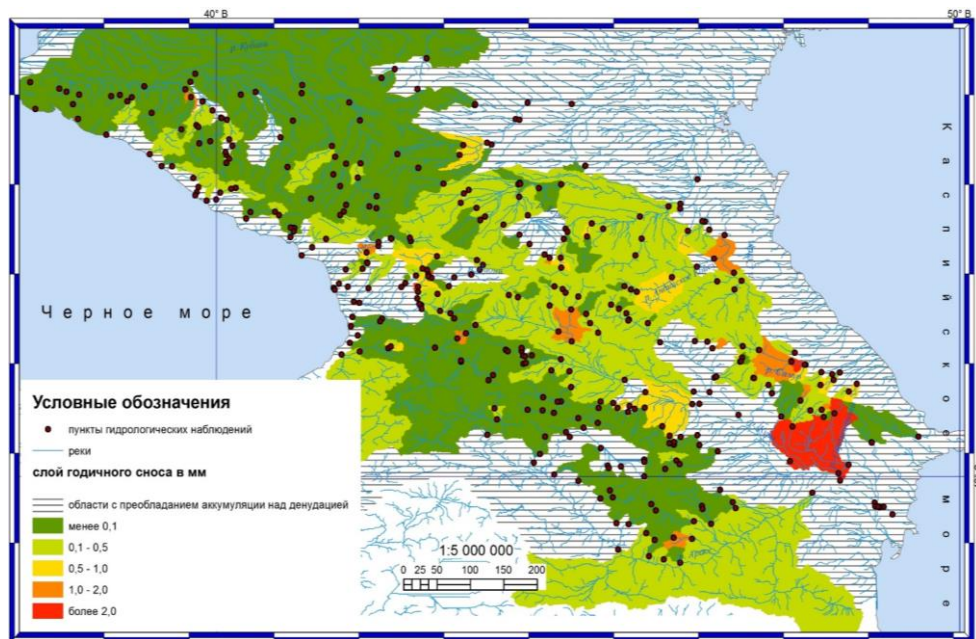 40° В
50° В
р. Кубань
Каспийское море
Черное море
Условные обозначения
пункты гидрологических наблюдений
реки
слой годичного сноса в мм
области с преобладанием аккумуляции над денудацией
менее 0,1
0,1 - 0,5
0,5 - 1,0
1,0 - 2,0
более 2,0
1:5 000 000
0 25 50 100 150 200